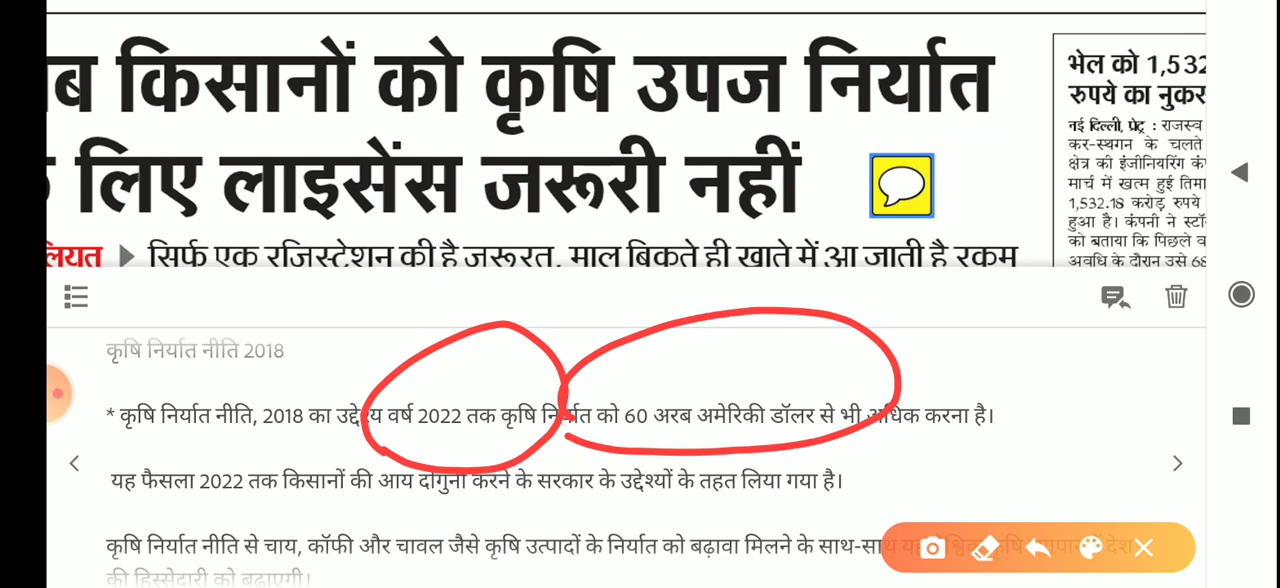 किसानों को कृषि उपज निर्यात
लिए लाइसेंस जरूरी नहीं
सिर्फ एक रजिस्टेशन की है जरूरत, माल बिकते ही खाते में आ जाती है रकम
भेल को 1,532
रुपये का
नई दिल्ली, प्रेट्र : राजस्व
कर-स्थगन के चलते
क्षेत्र की इंजीनियरिंग
मार्च में खत्म हुई
1,532.18 करोड़ रुपये
हुआ है। कंपनी ने
को बताया कि पिछले
अवधि के दौरान उसे
कृषि निर्यात नीति 2018
* कृषि निर्यात नीति, 2018 का उद्देश्य वर्ष 2022 तक कृषि निर्यात को 60 अरब अमेरिकी डॉलर से भी अधिक करना है।
यह फैसला 2022 तक किसानों की आय दोगुना करने के सरकार के उद्देश्यों के तहत लिया गया है।
कृषि निर्यात नीति से चाय, कॉफी और चावल जैसे कृषि उत्पादों के निर्यात को बढ़ावा मिलने के साथ-साथ
की हिस्सेदारी को बढ़ाएगी।